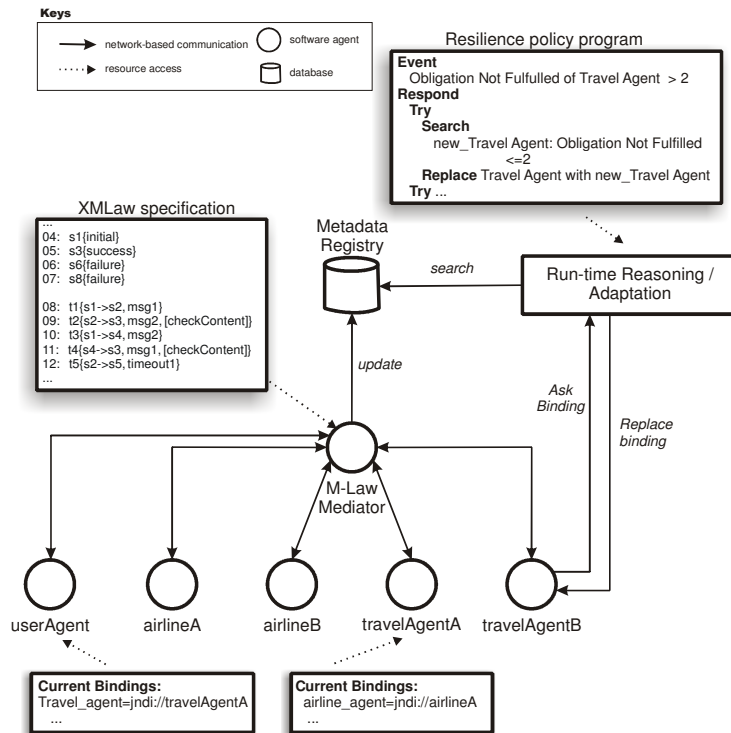 Keys
network-based communication
software agent
resource access
database
Resilience policy program
Event
Obligation Not Fulfulled of Travel Agent > 2
Respond
Try
Search
new_Travel Agent: Obligation Not Fulfilled
<=2
Replace Travel Agent with new_Travel Agent
Try ...
XMLaw specification
...
04: s1{initial}
05: s3{success}
06: s6{failure}
07: s8{failure}
08: t1{s1->s2, msg1}
09: t2{s2->s3, msg2, [checkContent]}
10: t3{s1->s4, msg2}
11: t4{s4->s3, msg1, [checkContent]}
12: t5{s2->s5, timeout1}
...
Metadata
Registry
search
Run-time Reasoning /
Adaptation
update
Ask
Binding
Replace
binding
M-Law
Mediator
userAgent
airlineA
airlineB
travelAgentA
travelAgentB
Current Bindings:
Travel_agent=jndi://travelAgentA
...
Current Bindings:
airline_agent=jndi://airlineA
...